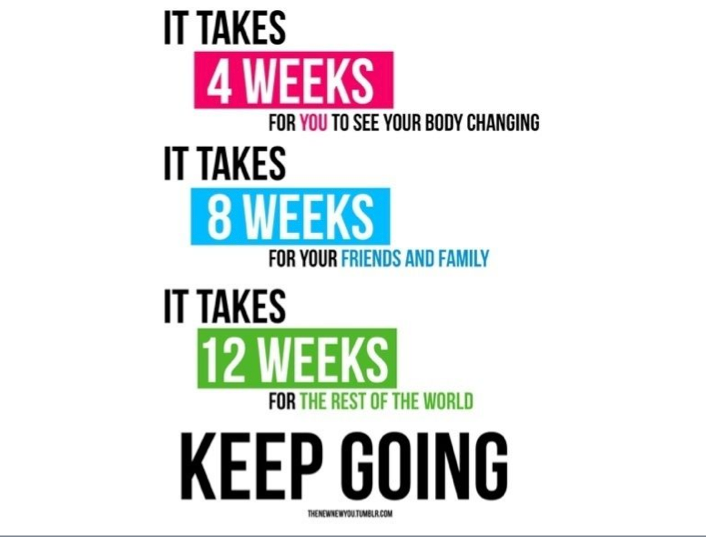 IT TAKES
4 WEEKS
FOR YOU TO SEE YOUR BODY CHANGING
IT TAKES
8 WEEKS
FOR YOUR FRIENDS AND FAMILY
IT TAKES
12 WEEKS
FOR THE REST OF THE WORLD
KEEP GOING
THENEWNEWYOU.TUMBLR.COM